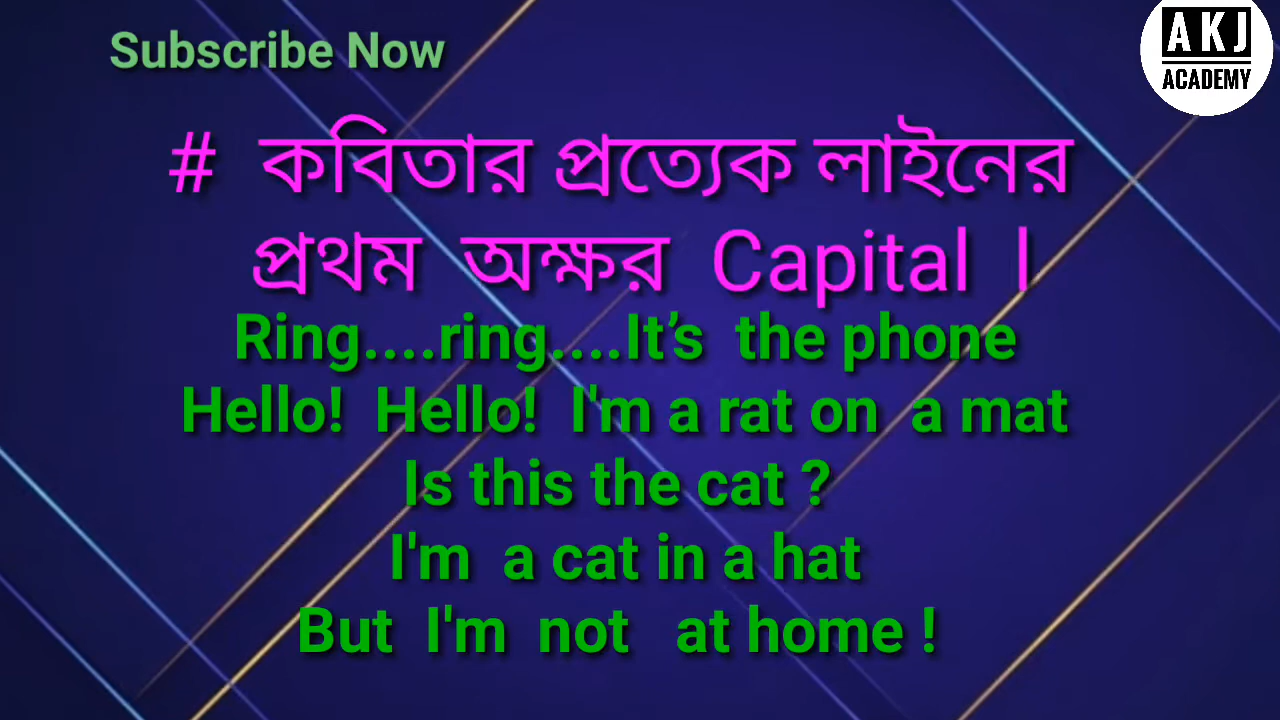 Subscribe Now
AKJ
ACADEMY
# কবিতার প্রত্যেক লাইনের
প্রথম অক্ষর Capital ।
Ring....ring....It’s the phone
Hello! Hello! I'm a rat on a mat
Is this the cat ?
I'm a cat in a hat
But I'm not at home !